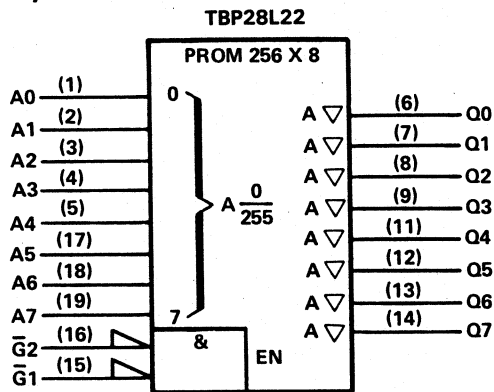 TBP28L22
PROM 256 X 8
A0 (1) 0 A ▽ (6) Q0
A1 (2) A ▽ (7) Q1
A2 (3) A ▽ (8) Q2
A3 (4) A 0/255 A ▽ (9) Q3
A4 (5) A ▽ (11) Q4
A5 (17) A ▽ (12) Q5
A6 (18) A ▽ (13) Q6
A7 (19) 7 A ▽ (14) Q7
G̅2 (16) &
G̅1 (15) EN